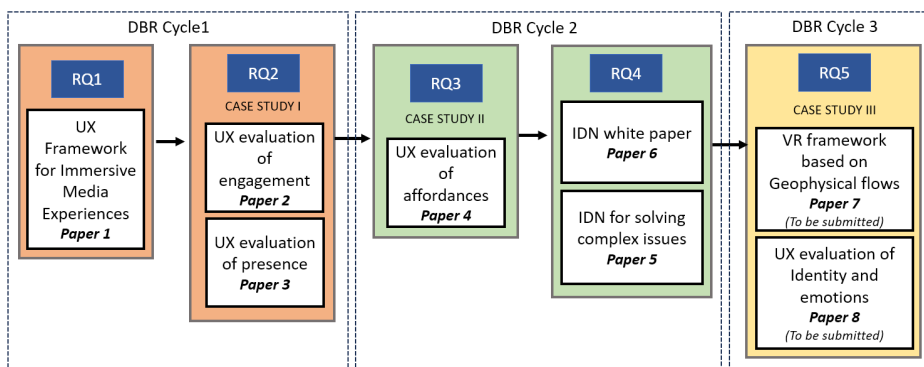 DBR Cycle1
RQ1
UX
Framework
for Immersive
Media
Experiences
Paper 1
RQ2
CASE STUDY I
UX evaluation
of
engagement
Paper 2
UX evaluation
of presence
Paper 3
DBR Cycle 2
RQ3
CASE STUDY II
UX evaluation
of
affordances
Paper 4
RQ4
IDN white paper
Paper 6
IDN for solving
complex issues
Paper 5
DBR Cycle 3
RQ5
CASE STUDY III
VR framework
based on
Geophysical flows
Paper 7
(To be submitted)
UX evaluation of
Identity and
emotions
Paper 8
(To be submitted)